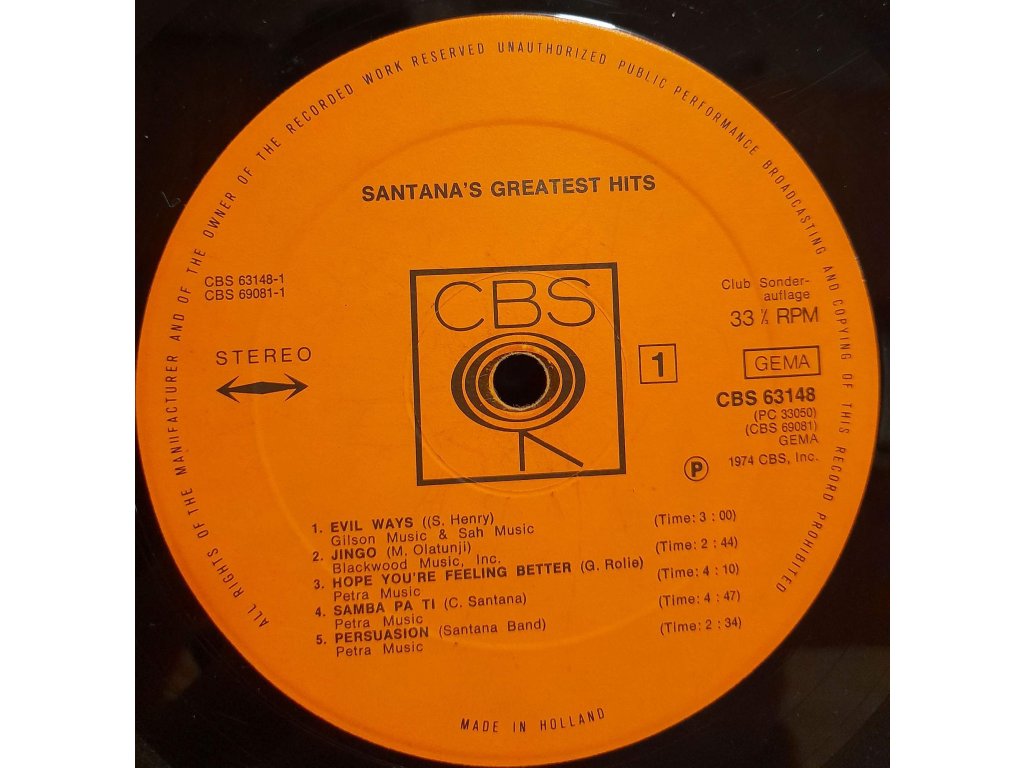 ALL RIGHTS OF THE MANUFACTURER AND OF THE OWNER OF THE RECORDED WORK RESERVED UNAUTHORIZED PUBLIC PERFORMANCE BROADCASTING AND COPYING OF THIS RECORD PROHIBITED
SANTANA'S GREATEST HITS
CBS 63148-1
CBS 69081-1
STEREO
CBS
1
Club Sonder-
auflage
33 ⅓ RPM
GEMA
CBS 63148
(PC 33050)
(CBS 69081)
GEMA
P 1974 CBS, Inc.
1. EVIL WAYS ((S. Henry) (Time: 3 : 00)
Gilson Music & Sah Music
2. JINGO (M. Olatunji) (Time: 2 : 44)
Blackwood Music, Inc.
3. HOPE YOU'RE FEELING BETTER (G. Rolie) (Time: 4 : 10)
Petra Music
4. SAMBA PA TI (C. Santana) (Time: 4 : 47)
Petra Music
5. PERSUASION (Santana Band) (Time: 2 : 34)
Petra Music
MADE IN HOLLAND